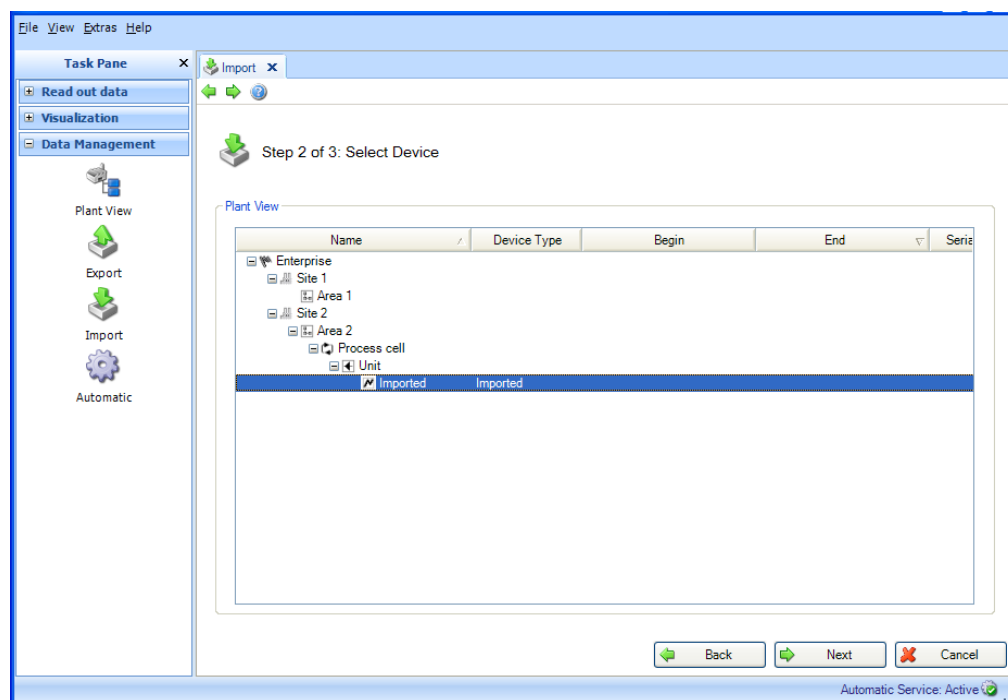 File View Extras Help
Task Pane
Import
Read out data
Visualization
Data Management
Plant View
Export
Import
Automatic
Step 2 of 3: Select Device
Plant View
Name Device Type Begin End Seria
Enterprise
Site 1
Area 1
Site 2
Area 2
Process cell
Unit
Imported Imported
Back Next Cancel
Automatic Service: Active